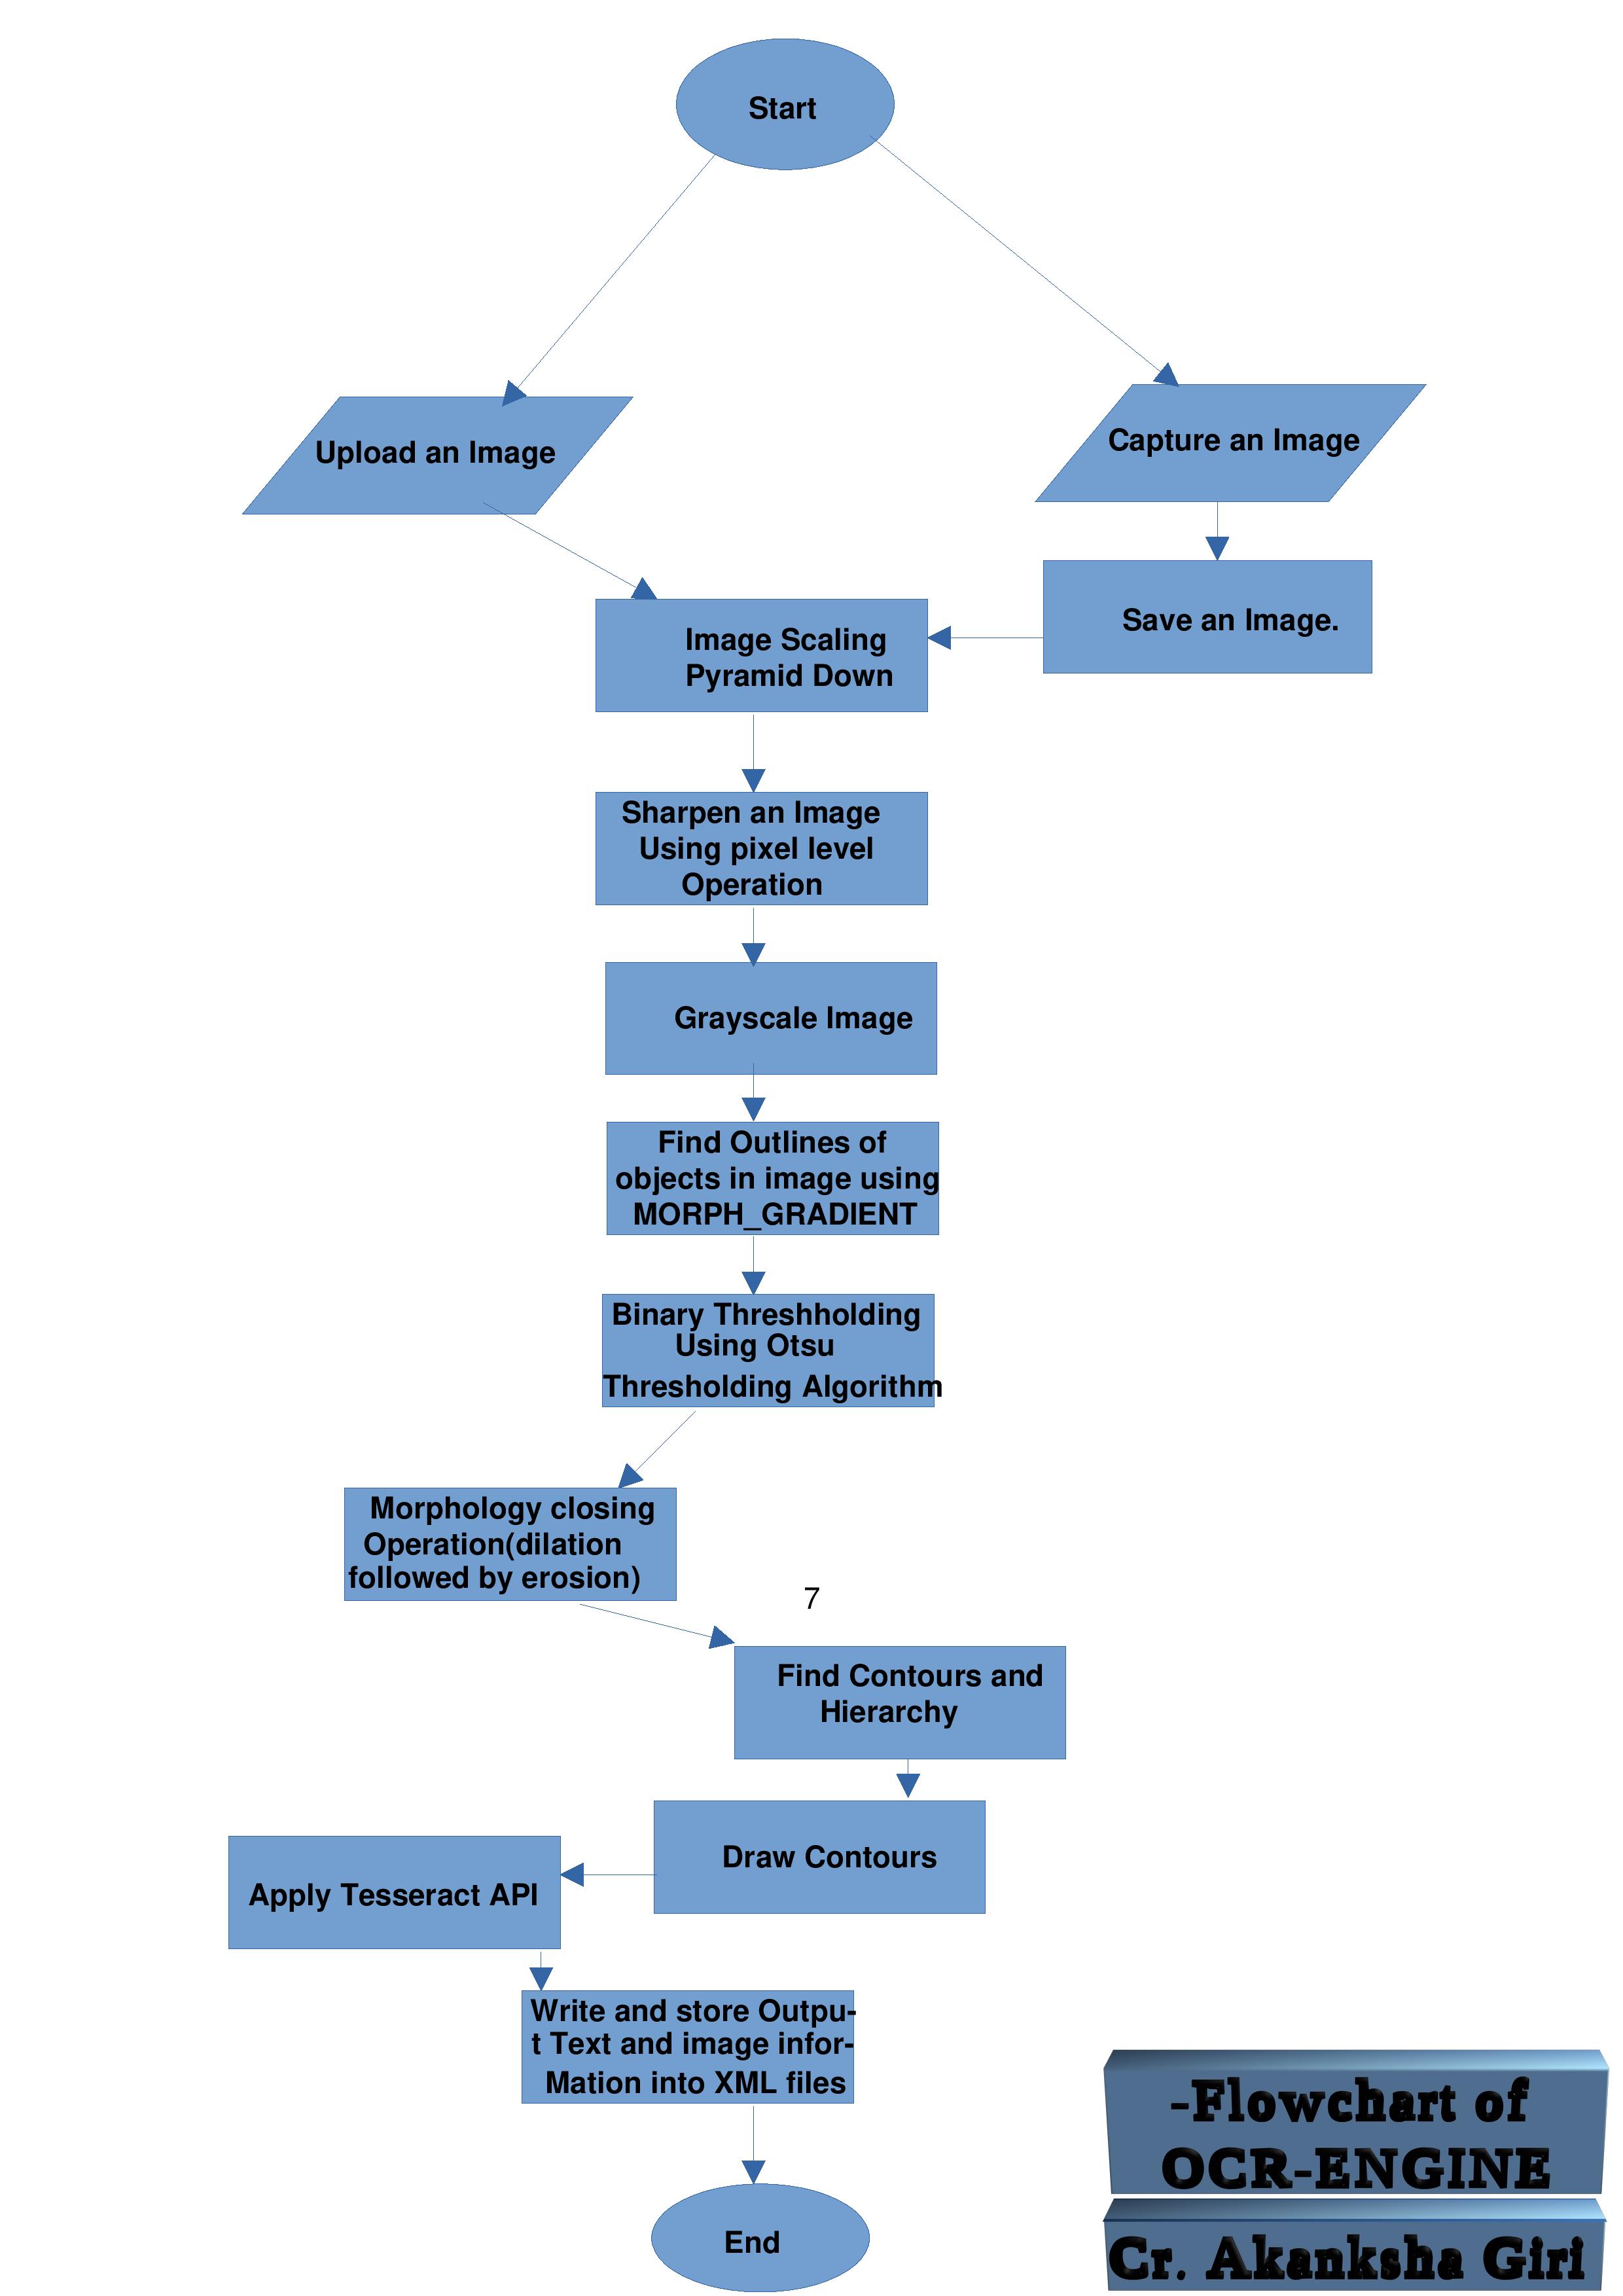 Start
Upload an Image
Capture an Image
Save an Image.
Image Scaling
Pyramid Down
Sharpen an Image
Using pixel level
Operation
Grayscale Image
Find Outlines of
objects in image using
MORPH_GRADIENT
Binary Threshholding
Using Otsu
Thresholding Algorithm
Morphology closing
Operation(dilation
followed by erosion)
7
Find Contours and
Hierarchy
Draw Contours
Apply Tesseract API
Write and store Outpu-
t Text and image infor-
Mation into XML files
End
-Flowchart of
OCR-ENGINE
Cr. Akanksha Giri